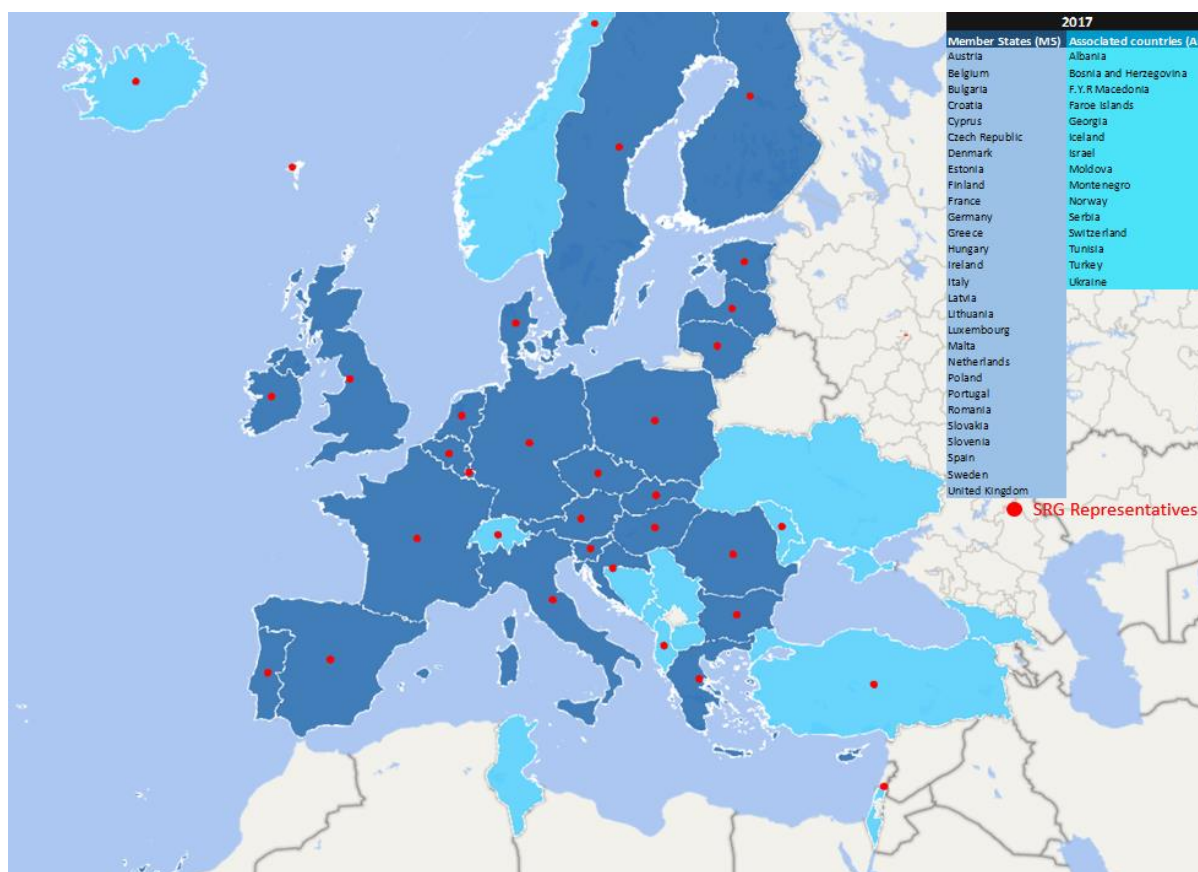 2017
Member States (MS) Associated countries (A
Austria Albania
Belgium Bosnia and Herzegovina
Bulgaria F.Y.R Macedonia
Croatia Faroe Islands
Cyprus Georgia
Czech Republic Iceland
Denmark Israel
Estonia Moldova
Finland Montenegro
France Norway
Germany Serbia
Greece Switzerland
Hungary Tunisia
Ireland Turkey
Italy Ukraine
Latvia
Lithuania
Luxembourg
Malta
Netherlands
Poland
Portugal
Romania
Slovakia
Slovenia
Spain
Sweden
United Kingdom
SRG Representatives